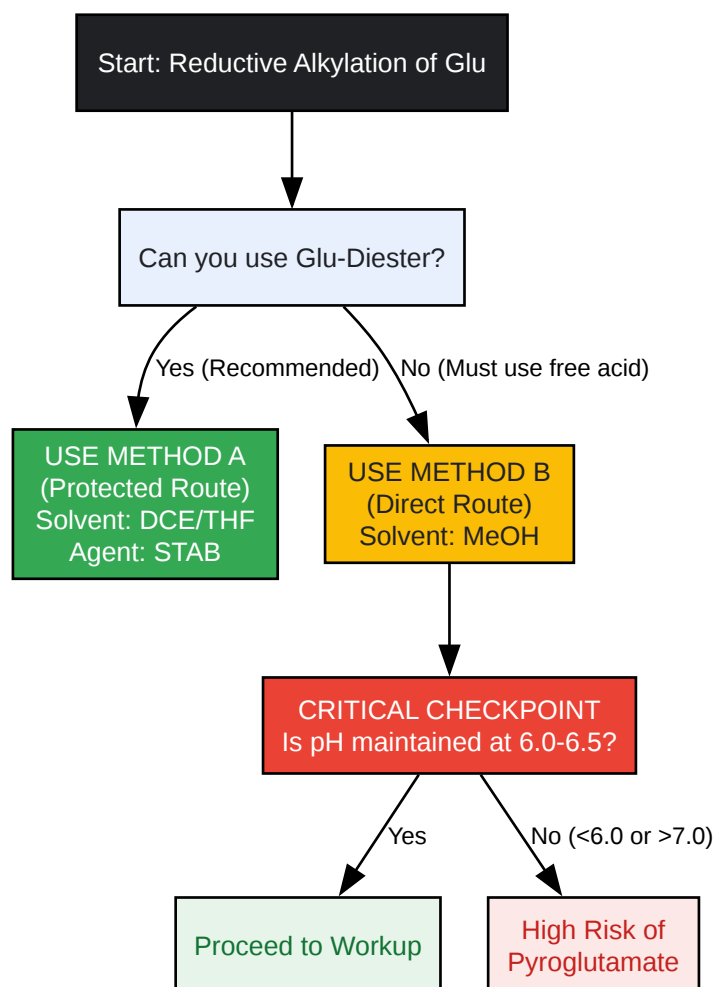 Start: Reductive Alkylation of Glu
Can you use Glu-Diester?
Yes (Recommended)
No (Must use free acid)
USE METHOD A
(Protected Route)
Solvent: DCE/THF
Agent: STAB
USE METHOD B
(Direct Route)
Solvent: MeOH
CRITICAL CHECKPOINT
Is pH maintained at 6.0-6.5?
Yes
No (<6.0 or >7.0)
Proceed to Workup
High Risk of
Pyroglutamate